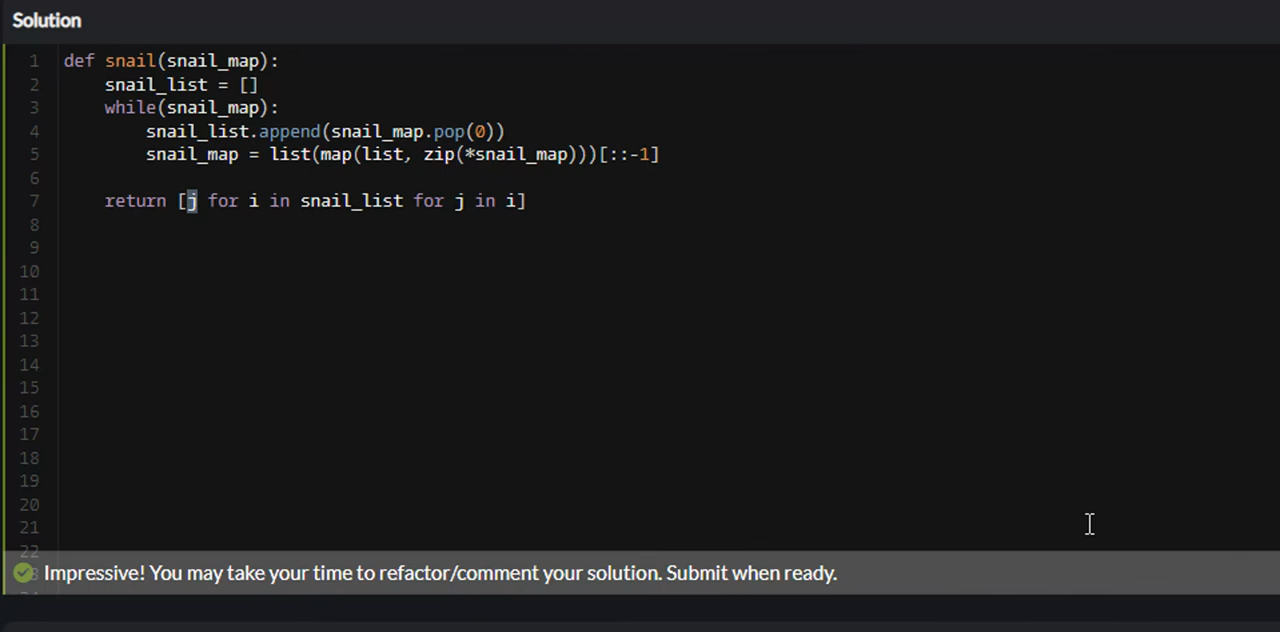 Solution
1 def snail(snail_map):
2     snail_list = []
3     while(snail_map):
4         snail_list.append(snail_map.pop(0))
5         snail_map = list(map(list, zip(*snail_map)))[::-1]
6
7     return [j for i in snail_list for j in i]
8
9
10
11
12
13
14
15
16
17
18
19
20
21
22
Impressive! You may take your time to refactor/comment your solution. Submit when ready.